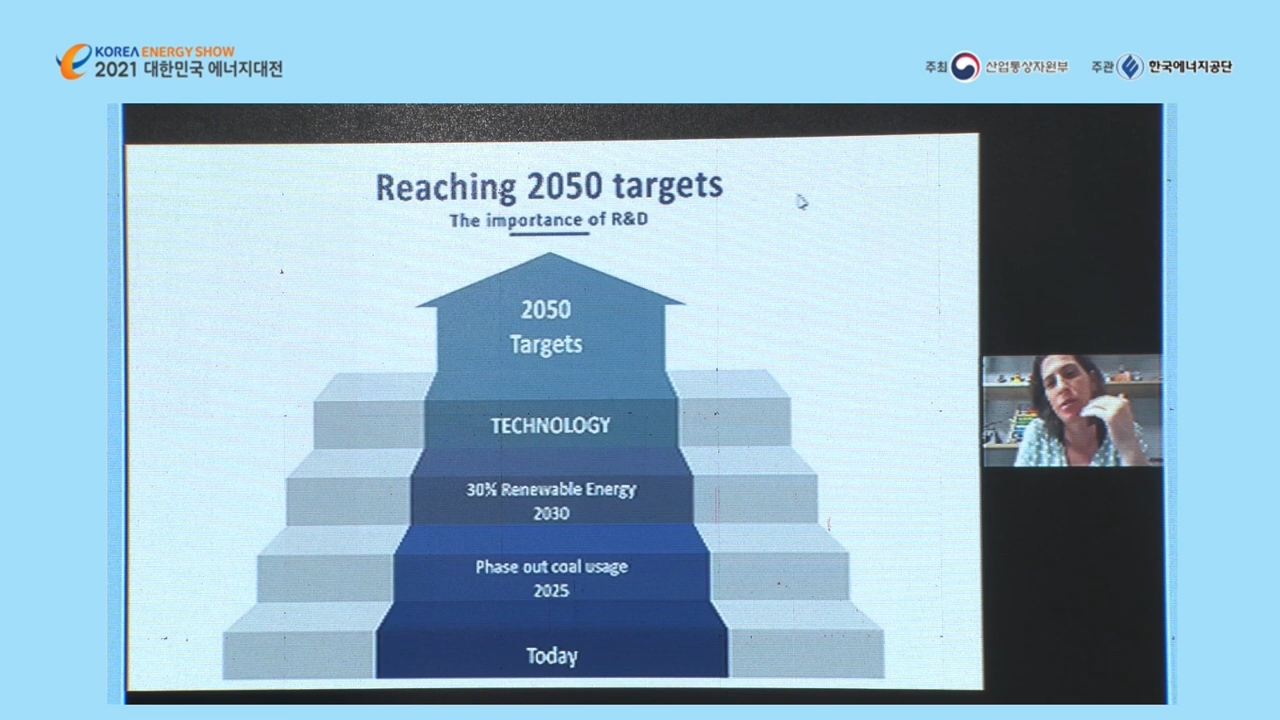 KOREA ENERGY SHOW
2021 대한민국 에너지대전
주최 산업통상자원부 주관 한국에너지공단
Reaching 2050 targets
The importance of R&D
2050
Targets
TECHNOLOGY
30% Renewable Energy
2030
Phase out coal usage
2025
Today